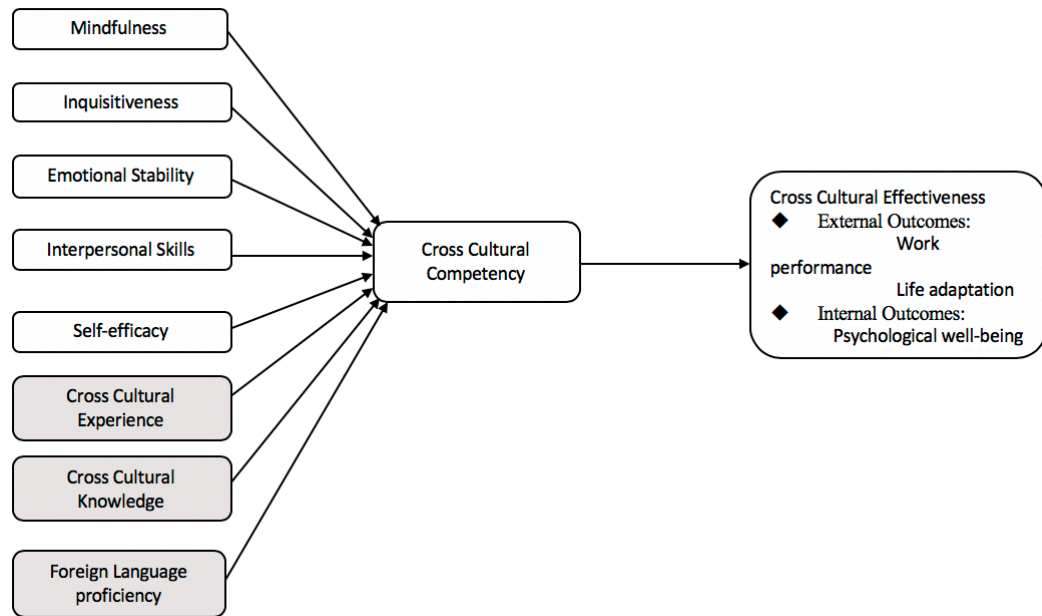 Mindfulness
Inquisitiveness
Emotional Stability
Interpersonal Skills
Self-efficacy
Cross Cultural
Experience
Cross Cultural
Knowledge
Foreign Language
proficiency
Cross Cultural
Competency
Cross Cultural Effectiveness
◆ External Outcomes:
Work
performance
Life adaptation
◆ Internal Outcomes:
Psychological well-being